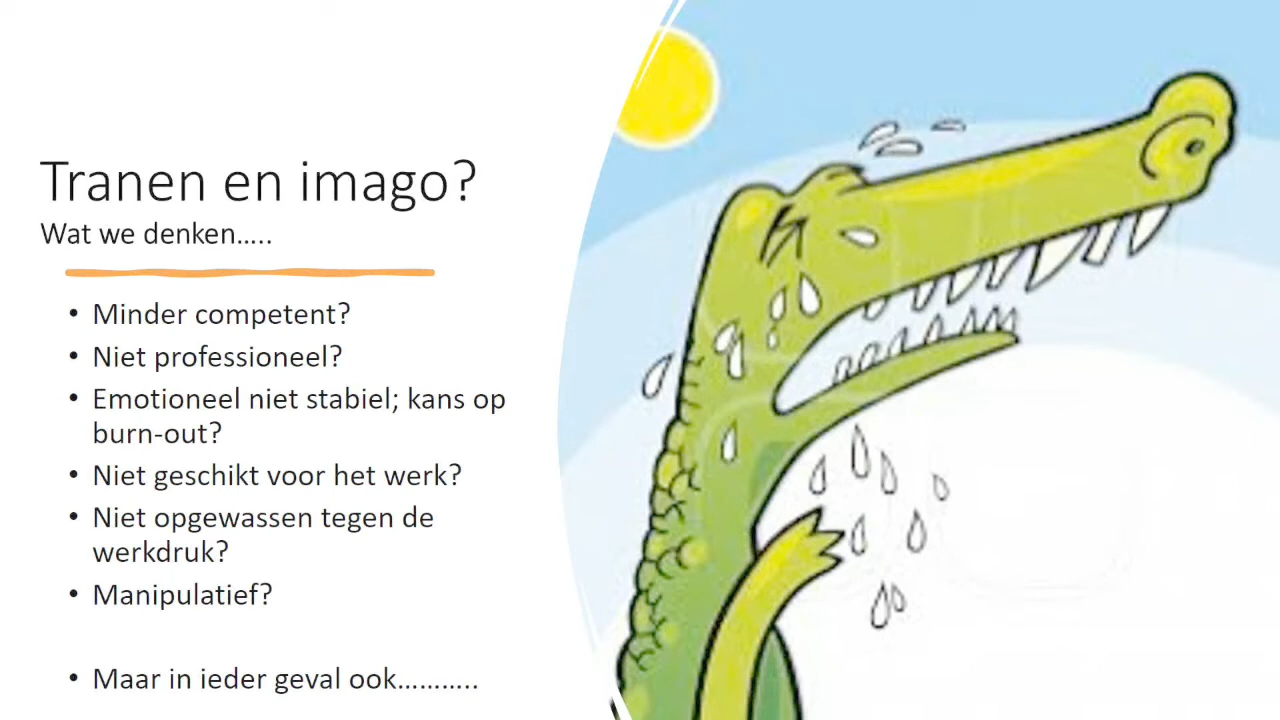 Tranen en imago?
Wat we denken.....
• Minder competent?
• Niet professioneel?
• Emotioneel niet stabiel; kans op
burn-out?
• Niet geschikt voor het werk?
• Niet opgewassen tegen de
werkdruk?
• Manipulatief?
• Maar in ieder geval ook...........